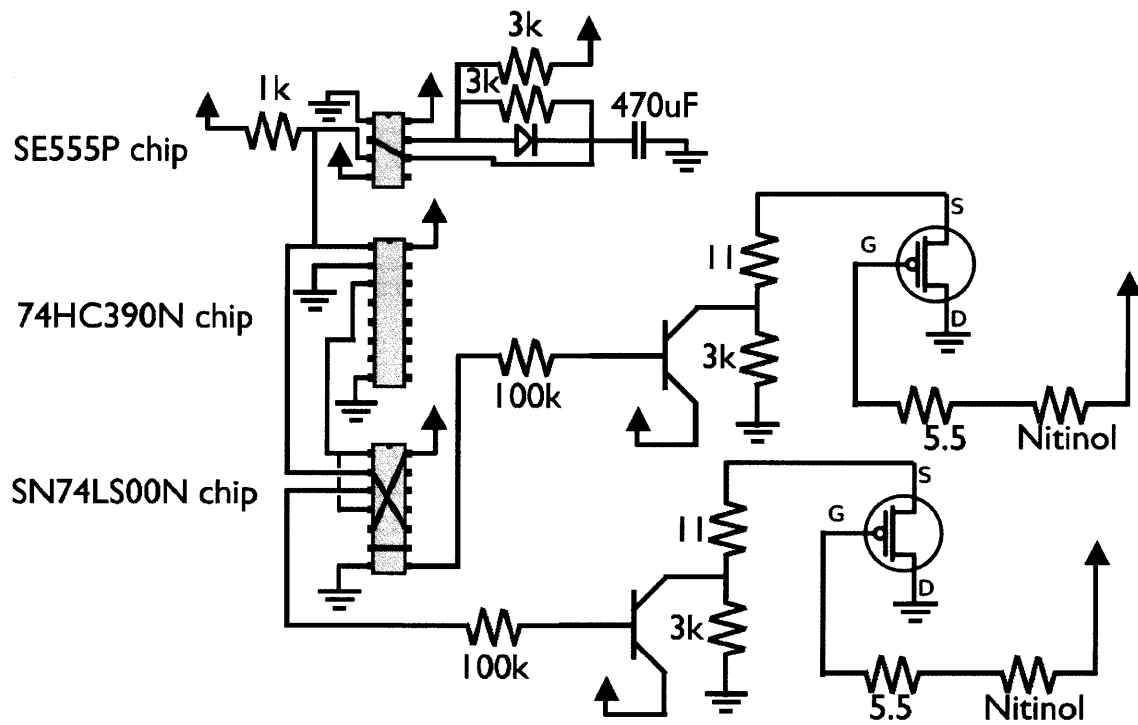 3k
1k
3k
470uF
SE555P chip
S
11
G
74HC390N chip
D
3k
100k
5.5
Nitinol
SN74LS00N chip
S
11
G
D
3k
100k
5.5
Nitinol